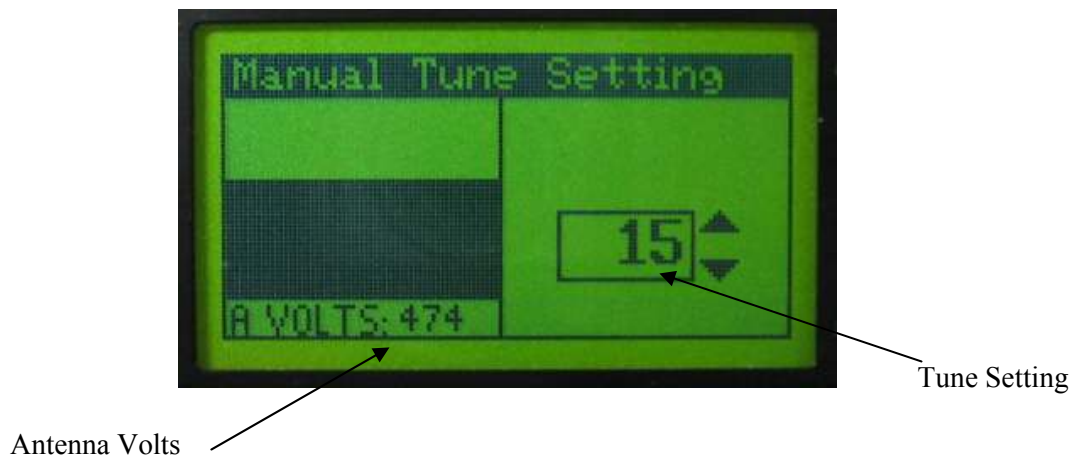 Manual Tune Setting
15
A VOLTS: 474
Tune Setting
Antenna Volts